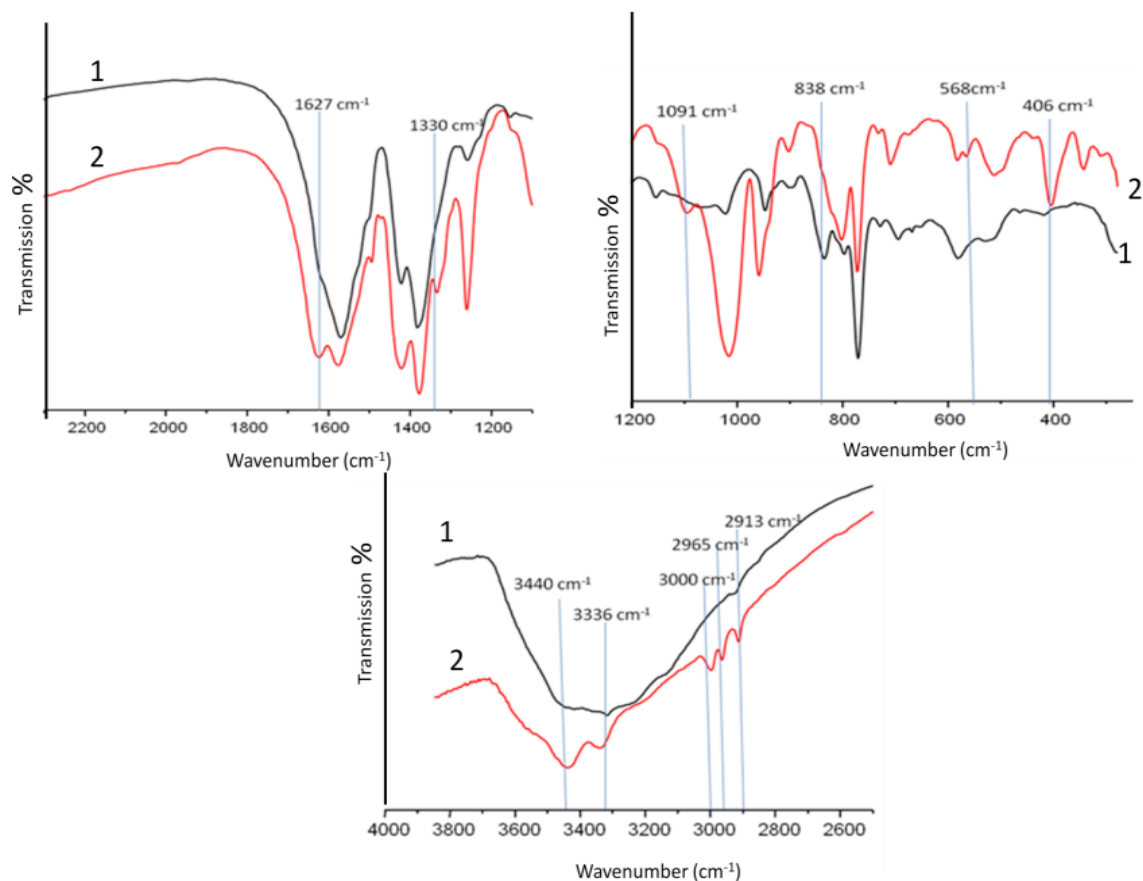 1
2
1627 cm⁻¹
1330 cm⁻¹
Transmission %
2200 2000 1800 1600 1400 1200
Wavenumber (cm⁻¹)
1091 cm⁻¹
838 cm⁻¹
568cm⁻¹
406 cm⁻¹
2
1
Transmission %
1200 1000 800 600 400
Wavenumber (cm⁻¹)
1
2
3440 cm⁻¹
3336 cm⁻¹
3000 cm⁻¹
2965 cm⁻¹
2913 cm⁻¹
Transmission %
4000 3800 3600 3400 3200 3000 2800 2600
Wavenumber (cm⁻¹)